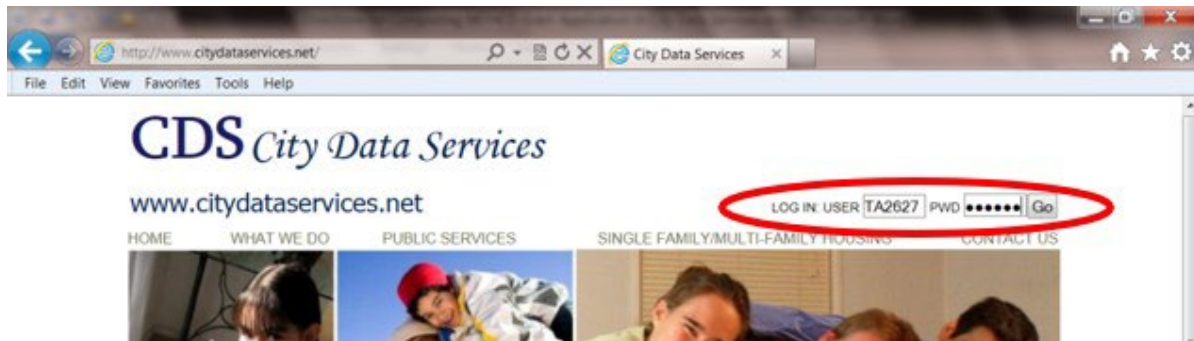 http://www.citydataservices.net/
City Data Services
File Edit View Favorites Tools Help
CDS City Data Services
www.citydataservices.net
LOG IN: USER TA2627 PWD ●●●●●● Go
HOME WHAT WE DO PUBLIC SERVICES SINGLE FAMILY/MULTI-FAMILY HOUSING CONTACT US